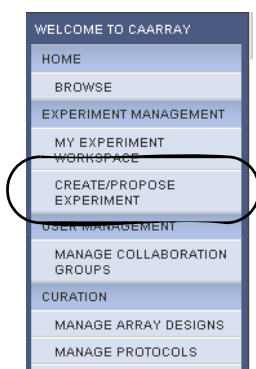 WELCOME TO CAARRAY
HOME
BROWSE
EXPERIMENT MANAGEMENT
MY EXPERIMENT
WORKSPACE
CREATE/PROPOSE
EXPERIMENT
USER MANAGEMENT
MANAGE COLLABORATION
GROUPS
CURATION
MANAGE ARRAY DESIGNS
MANAGE PROTOCOLS